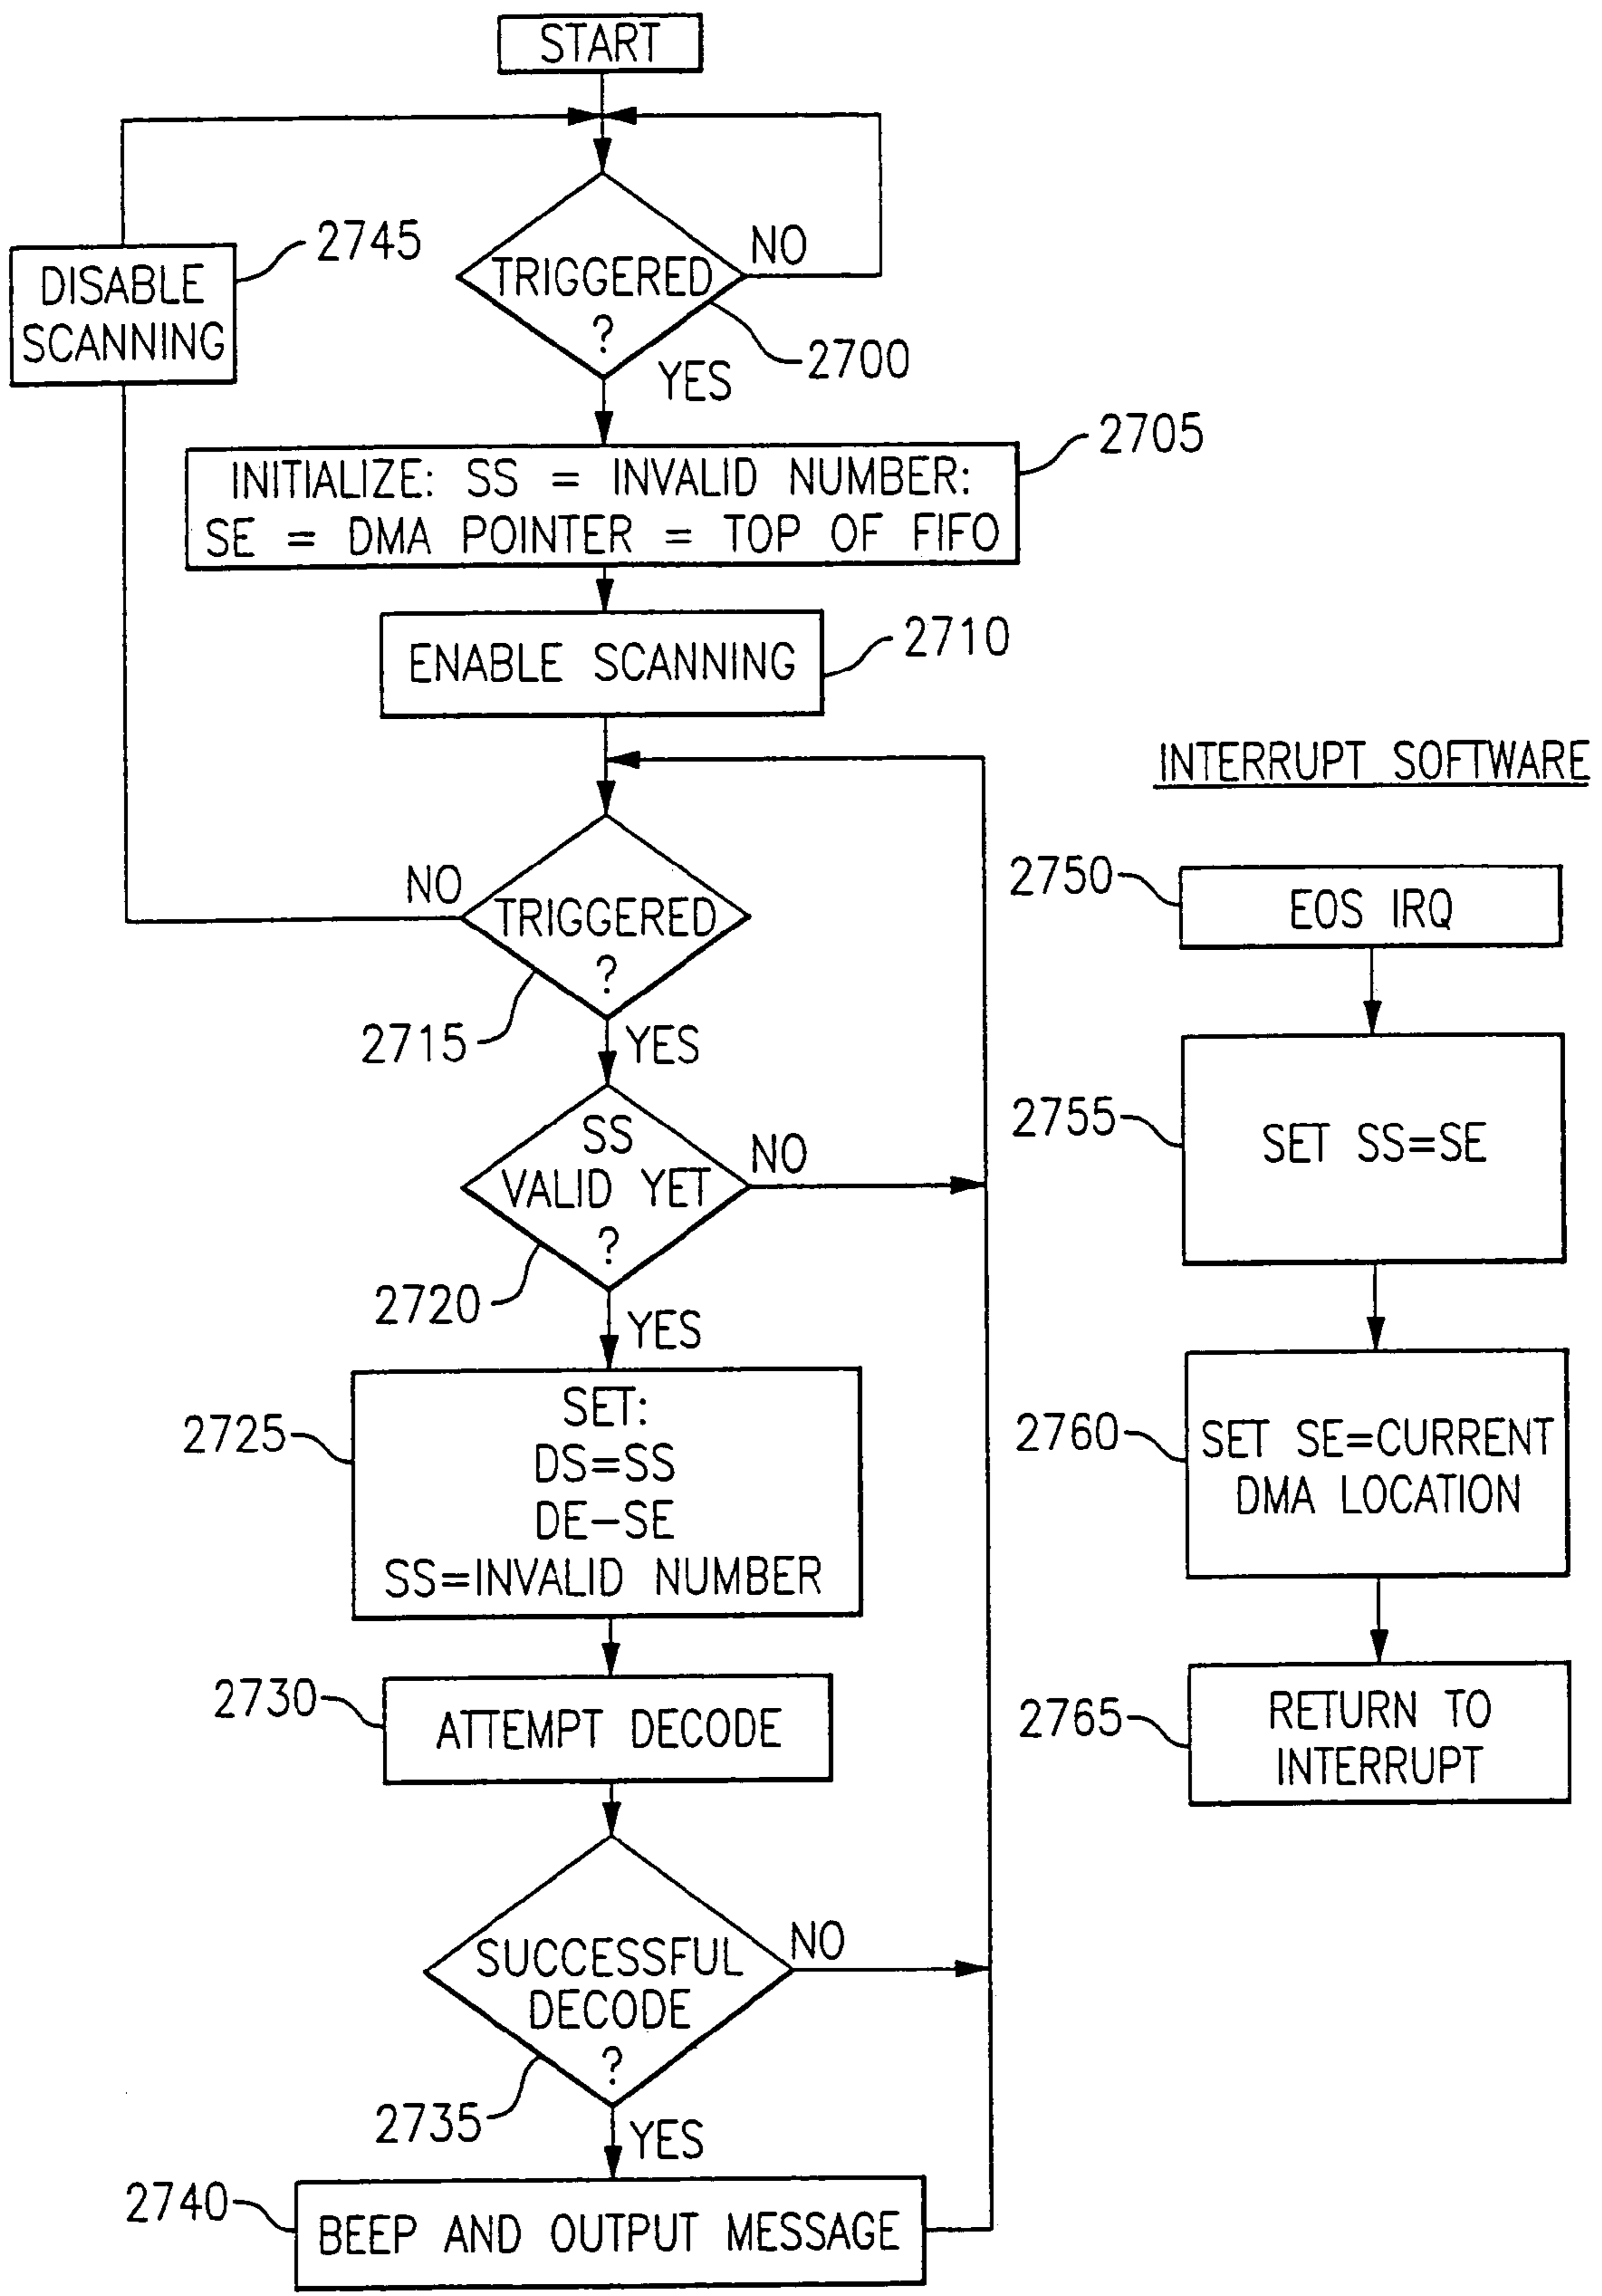 START
2745
DISABLE
SCANNING
NO
TRIGGERED
?
2700
YES
2705
INITIALIZE: SS = INVALID NUMBER:
SE = DMA POINTER = TOP OF FIFO
2710
ENABLE SCANNING
NO
TRIGGERED
?
2715
YES
SS
VALID YET
?
NO
2720
YES
2725
SET:
DS=SS
DE-SE
SS=INVALID NUMBER
2730
ATTEMPT DECODE
NO
SUCCESSFUL
DECODE
?
2735
YES
2740
BEEP AND OUTPUT MESSAGE
INTERRUPT SOFTWARE
2750
EOS IRQ
2755
SET SS=SE
2760
SET SE=CURRENT
DMA LOCATION
2765
RETURN TO
INTERRUPT